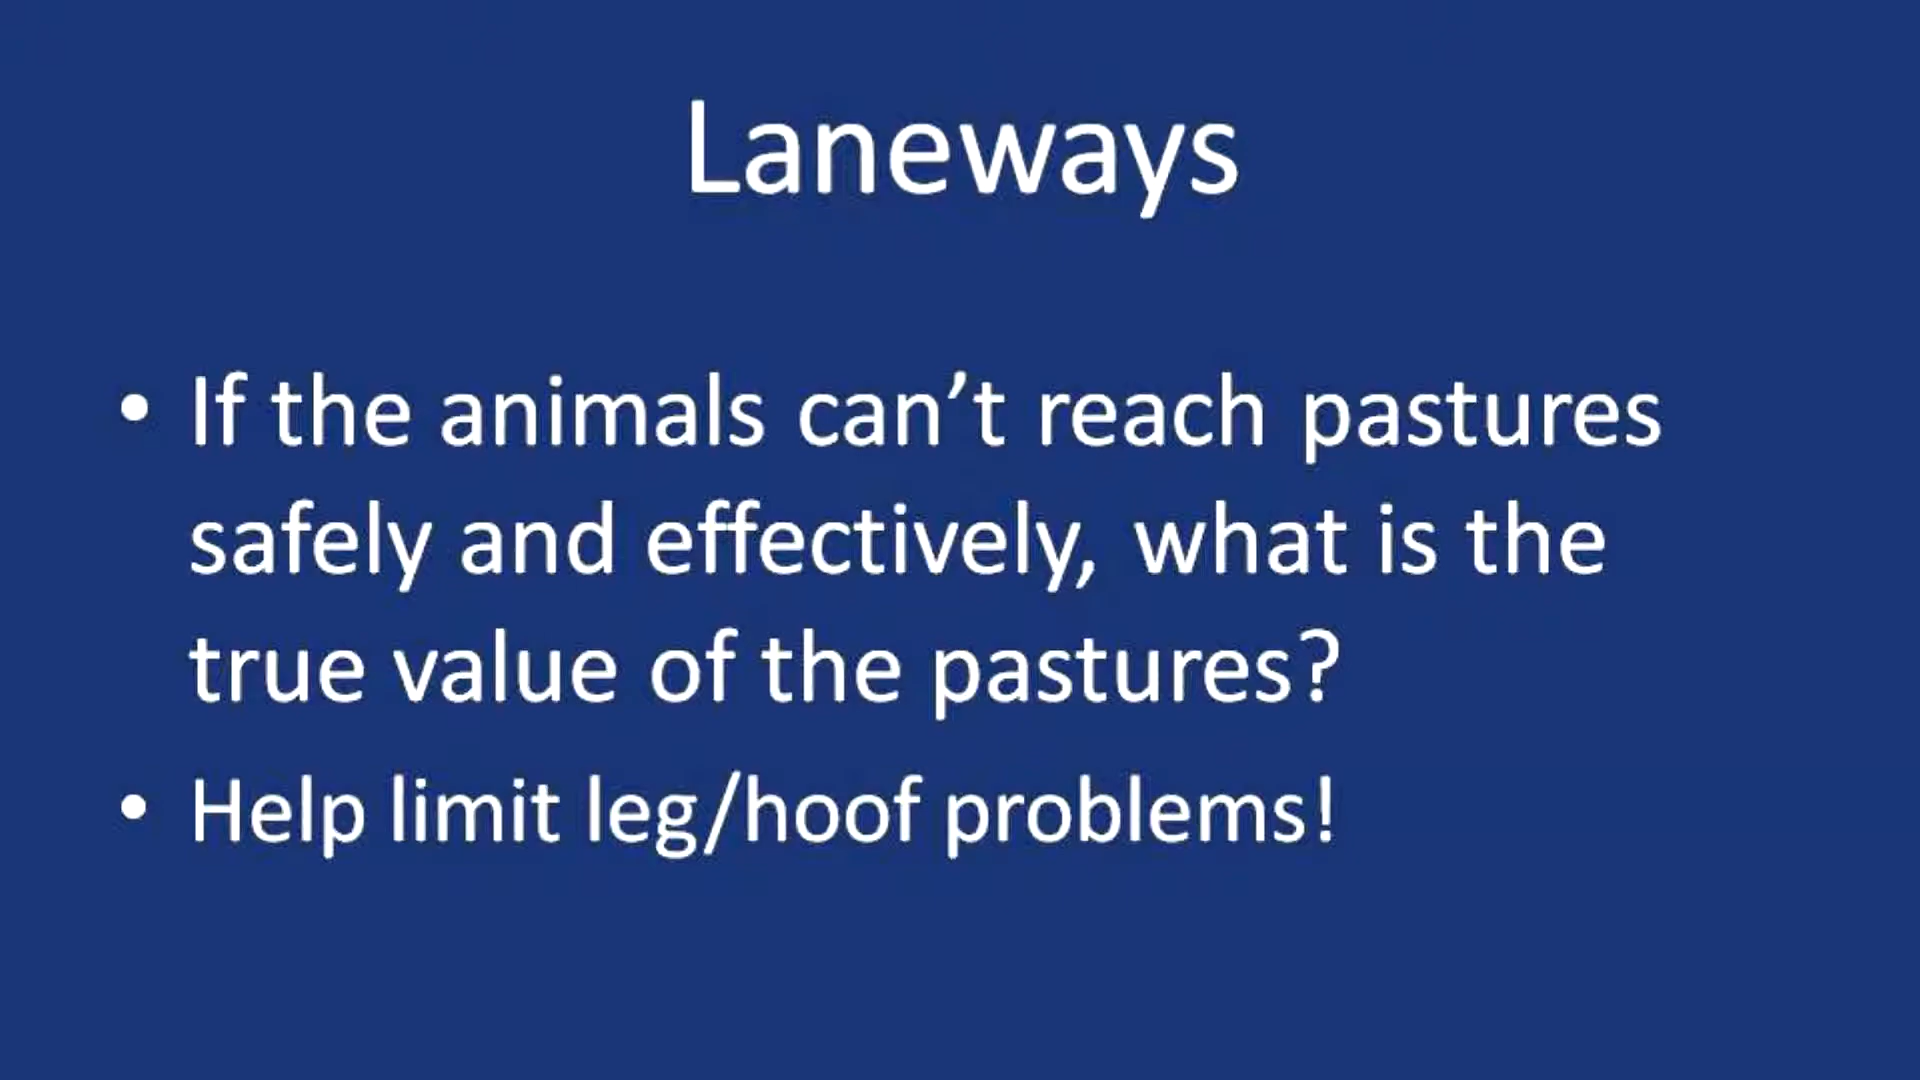 Laneways
• If the animals can’t reach pastures
safely and effectively, what is the
true value of the pastures?
• Help limit leg/hoof problems!